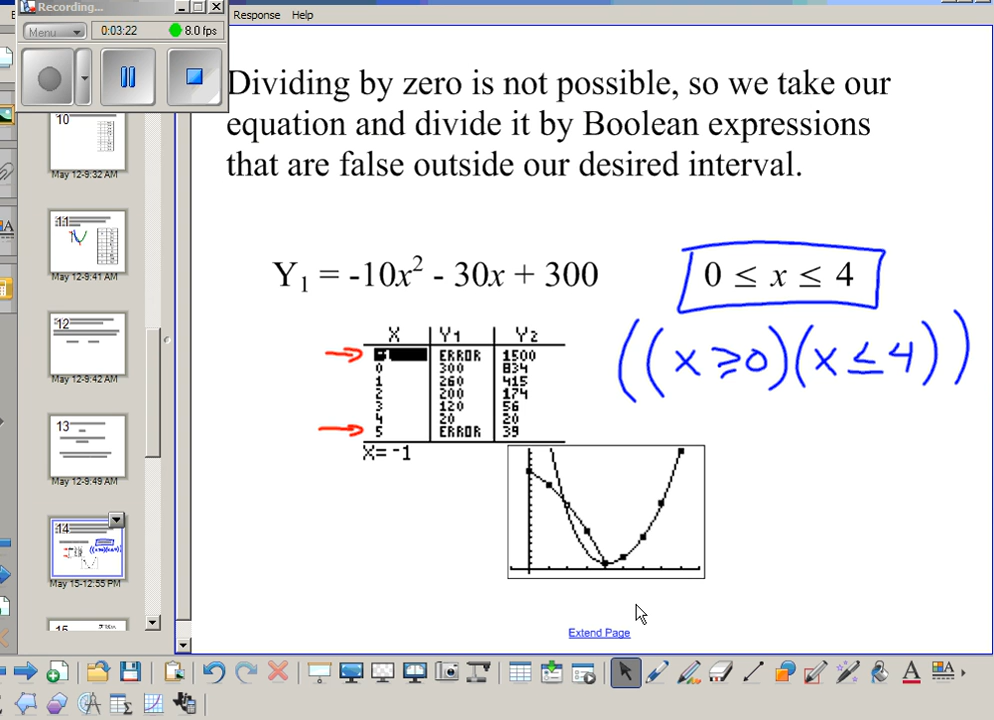 Recording...
Response Help
Menu 0:03:22 8.0 fps
Dividing by zero is not possible, so we take our
equation and divide it by Boolean expressions
that are false outside our desired interval.
Y1 = -10x² - 30x + 300
0 ≤ x ≤ 4
((x ≥ 0)(x ≤ 4))
X Y1 Y2
-1 ERROR 1500
0 300 834
1 260 415
2 200 174
3 120 56
4 20 20
5 ERROR 39
X= -1
Extend Page
10
May 12-9:32 AM
11
May 12-9:41 AM
12
May 12-9:42 AM
13
May 12-9:49 AM
14
May 15-12:55 PM
15